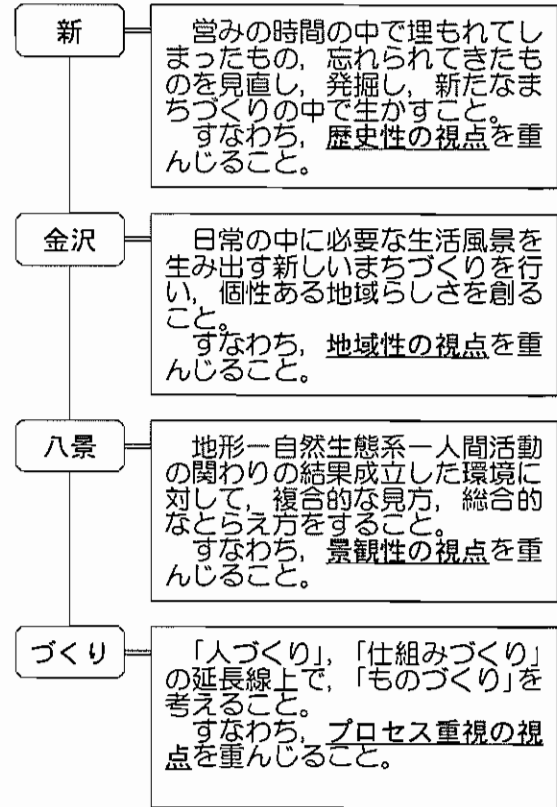 新
営みの時間の中で埋もれてし
まったもの，忘れられてきたも
のを見直し，発掘し，新たなま
ちづくりの中で生かすこと。
すなわち，歴史性の視点を重
んじること。
金沢
日常の中に必要な生活風景を
生み出す新しいまちづくりを行
い，個性ある地域らしさを創る
こと。
すなわち，地域性の視点を重
んじること。
八景
地形ー自然生態系ー人間活動
の関わりの結果成立した環境に
対して，複合的な見方，総合的
なとらえ方をすること。
すなわち，景観性の視点を重
んじること。
づくり
「人づくり」，「仕組みづくり」
の延長線上で，「ものづくり」を
考えること。
すなわち，プロセス重視の視
点を重んじること。